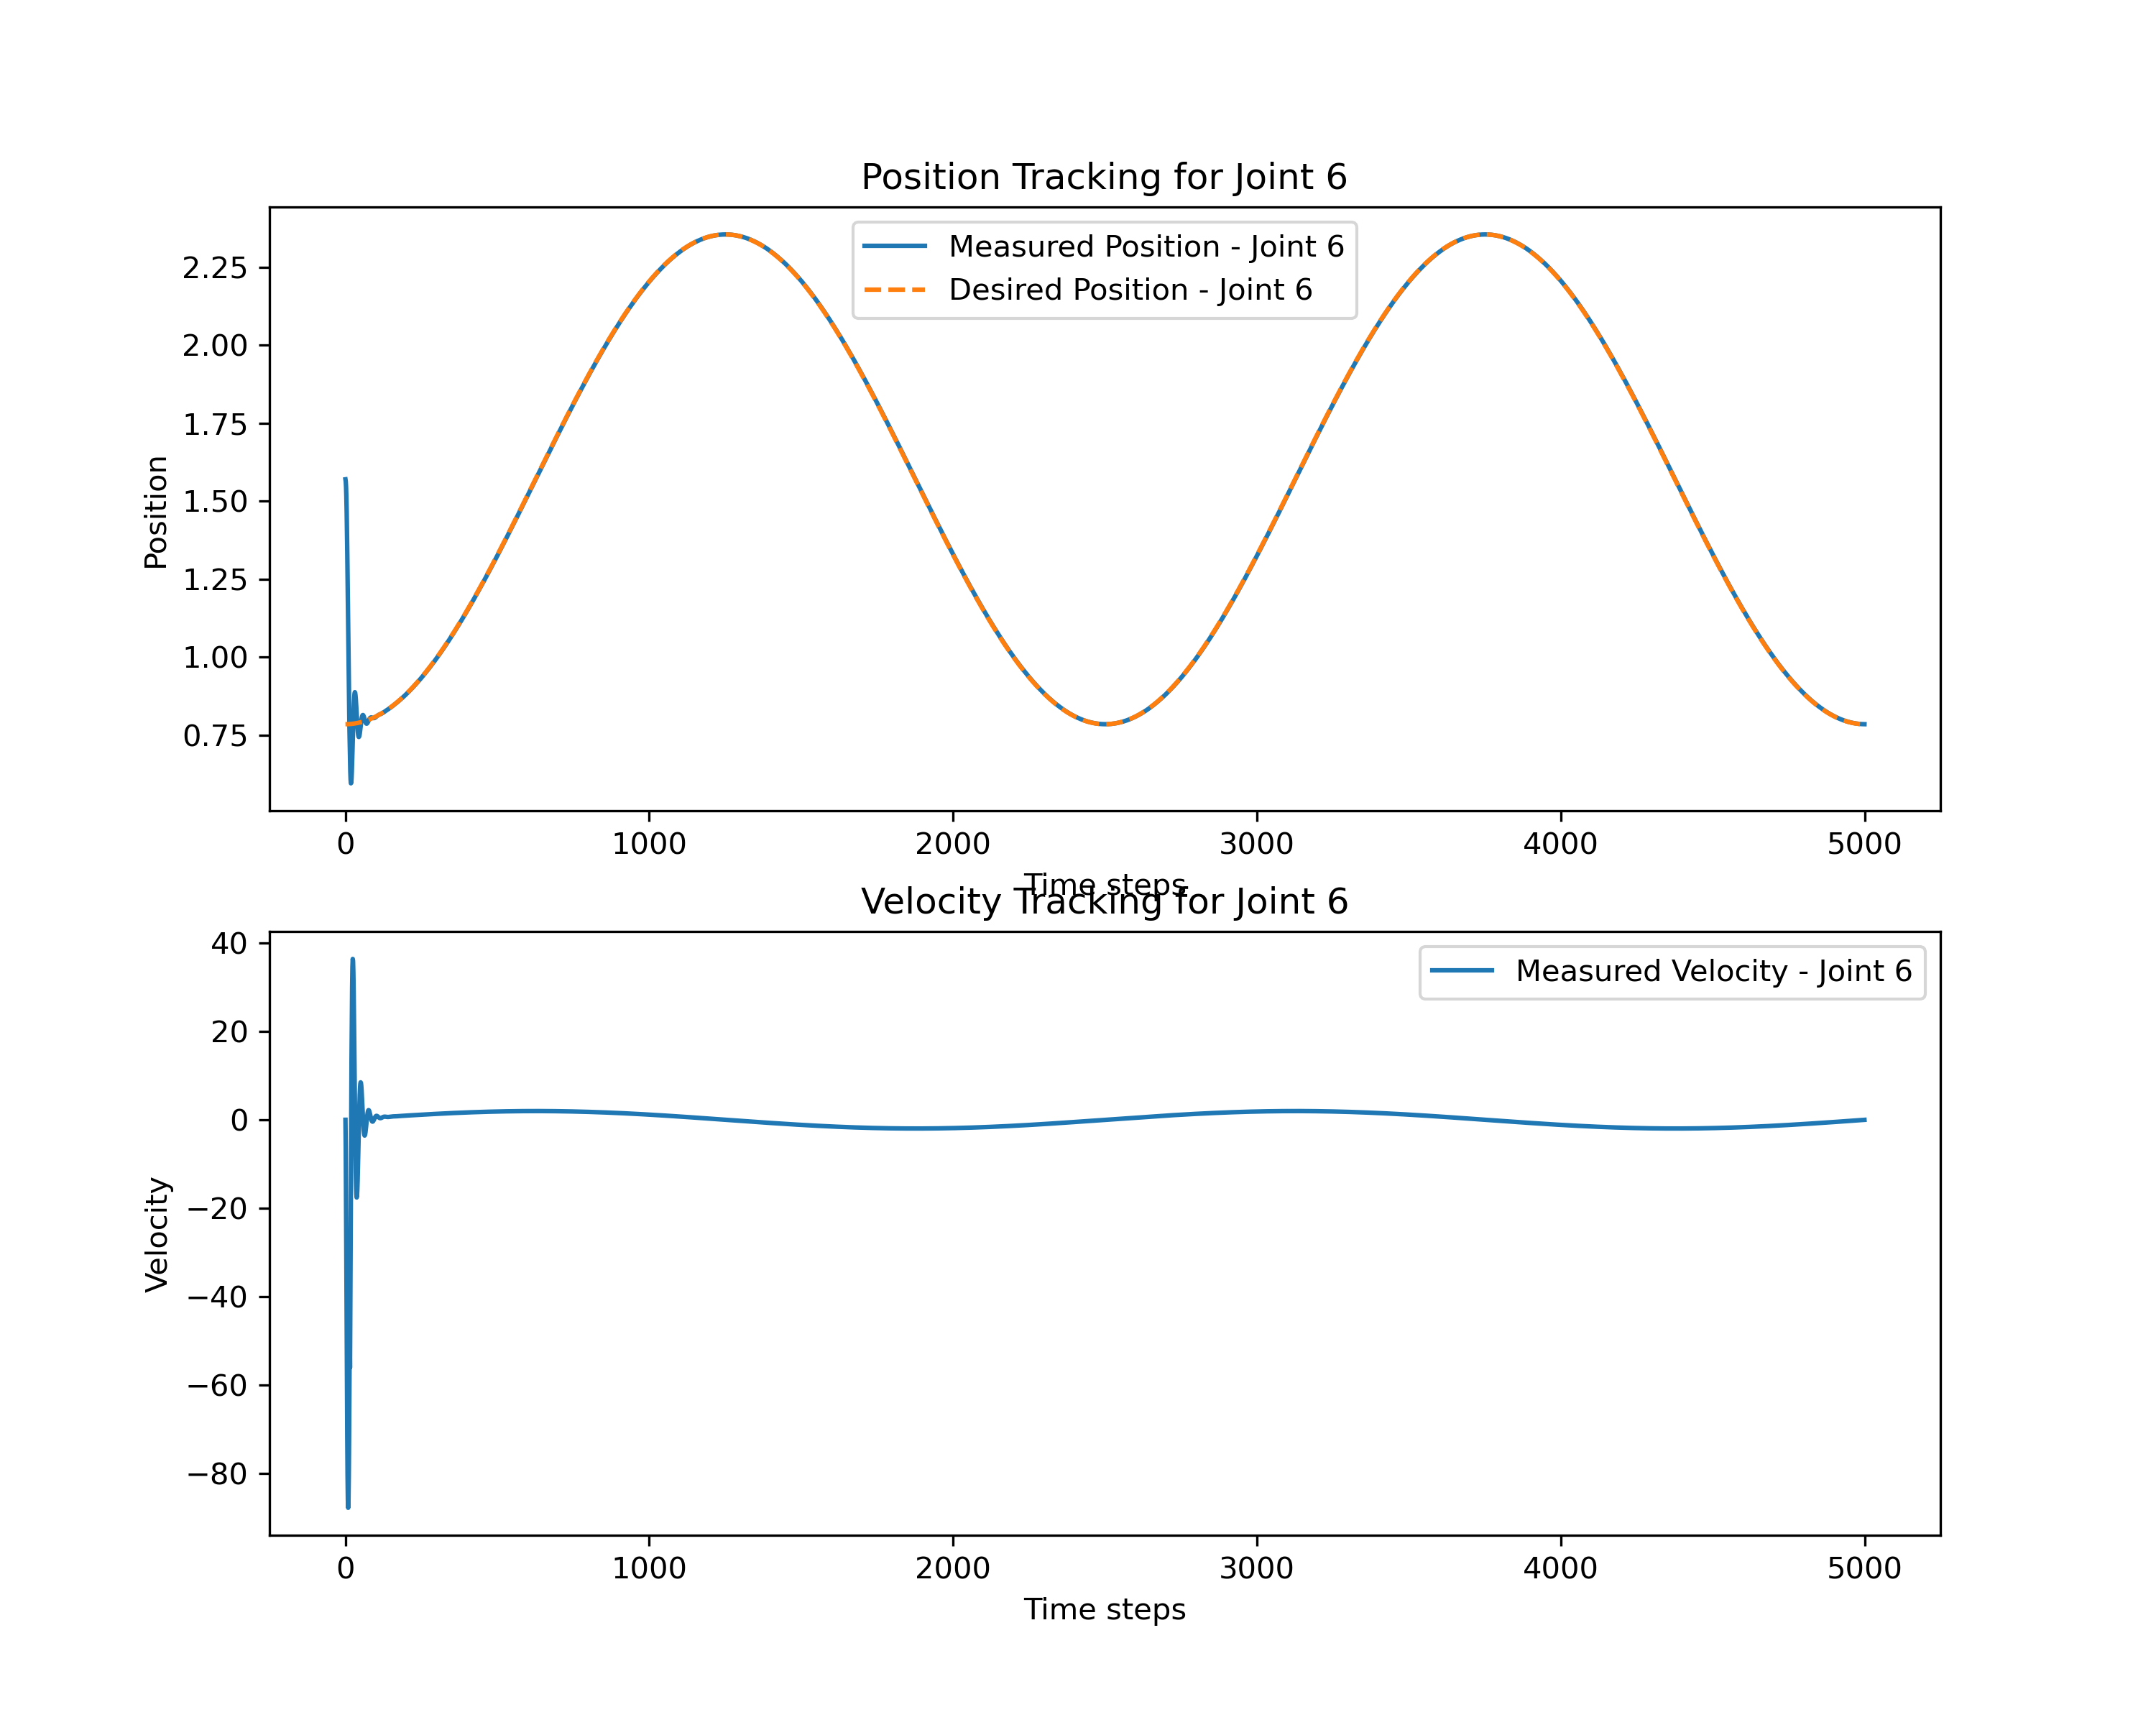 Position Tracking for Joint 6
Measured Position - Joint 6
Desired Position - Joint 6
Position
2.25
2.00
1.75
1.50
1.25
1.00
0.75
0 1000 2000 3000 4000 5000
Time steps
Velocity Tracking for Joint 6
Measured Velocity - Joint 6
Velocity
40
20
0
−20
−40
−60
−80
0 1000 2000 3000 4000 5000
Time steps